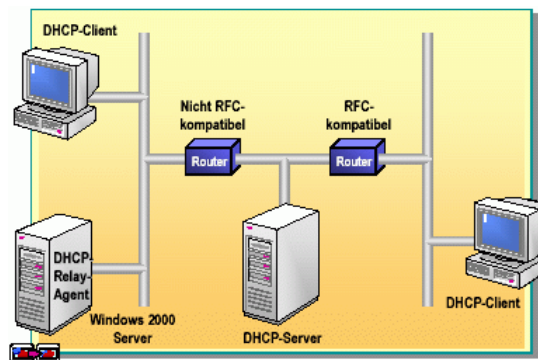 DHCP-Client
Nicht RFC-
kompatibel
RFC-
kompatibel
Router
Router
DHCP-
Relay-
Agent
Windows 2000
Server
DHCP-Server
DHCP-Client